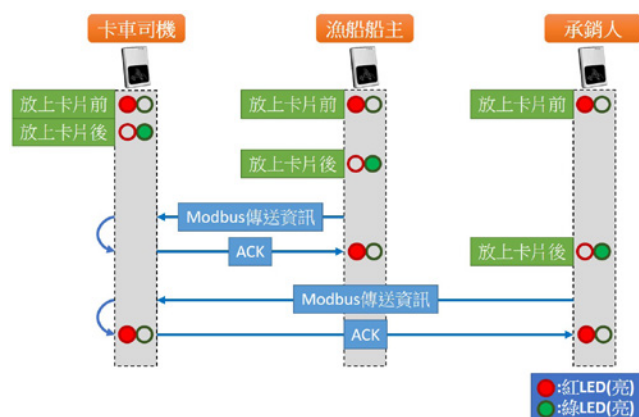 卡車司機
漁船船主
承銷人
放上卡片前
放上卡片前
放上卡片前
放上卡片後
放上卡片後
Modbus傳送資訊
ACK
放上卡片後
Modbus傳送資訊
ACK
:紅LED(亮)
:綠LED(亮)